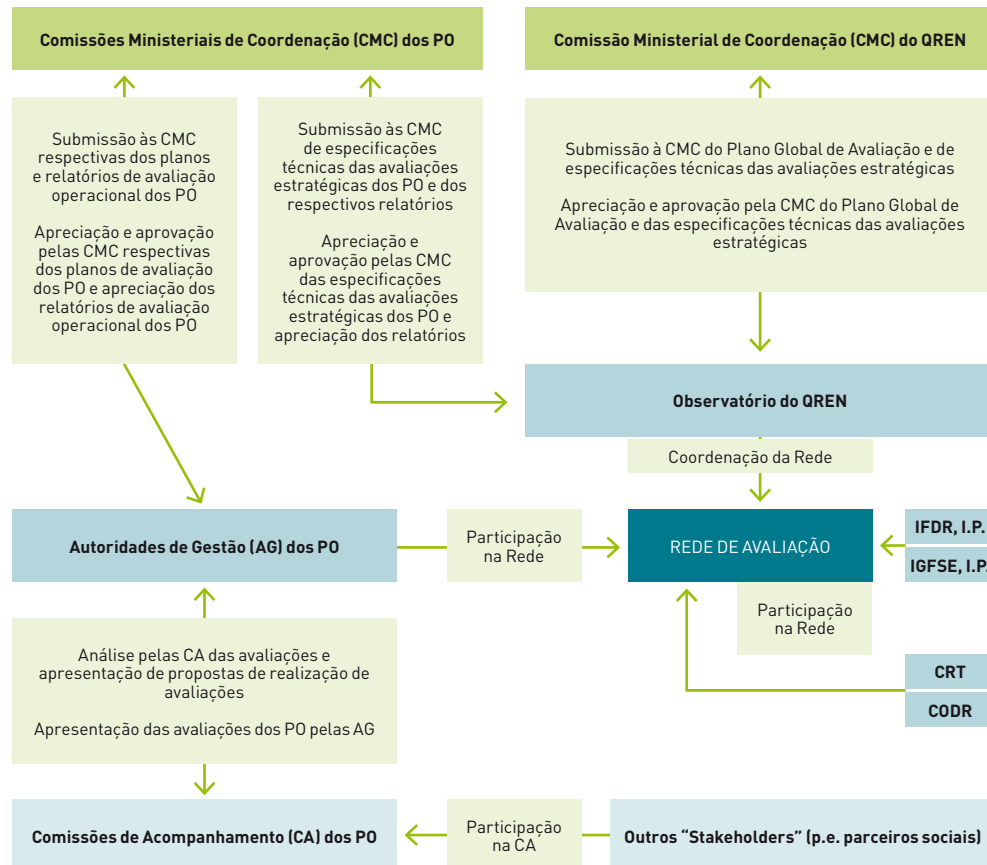 Comissões Ministeriais de Coordenação (CMC) dos PO
Comissão Ministerial de Coordenação (CMC) do QREN
Submissão às CMC
respectivas dos planos
e relatórios de avaliação
operacional dos PO
Apreciação e aprovação
pelas CMC respectivas
dos planos de avaliação
dos PO e apreciação dos
relatórios de avaliação
operacional dos PO
Submissão às CMC
de especificações
técnicas das avaliações
estratégicas dos PO e dos
respectivos relatórios
Apreciação e
aprovação pelas CMC
das especificações
técnicas das avaliações
estratégicas dos PO e
apreciação dos relatórios
Submissão à CMC do Plano Global de Avaliação e de
especificações técnicas das avaliações estratégicas
Apreciação e aprovação pela CMC do Plano Global de
Avaliação e das especificações técnicas das avaliações
estratégicas
Observatório do QREN
Coordenação da Rede
Autoridades de Gestão (AG) dos PO
Participação
na Rede
REDE DE AVALIAÇÃO
IFDR, I.P.
IGFSE, I.P.
Participação
na Rede
Análise pelas CA das avaliações e
apresentação de propostas de realização de
avaliações
Apresentação das avaliações dos PO pelas AG
CRT
CODR
Comissões de Acompanhamento (CA) dos PO
Participação
na CA
Outros “Stakeholders” (p.e. parceiros sociais)